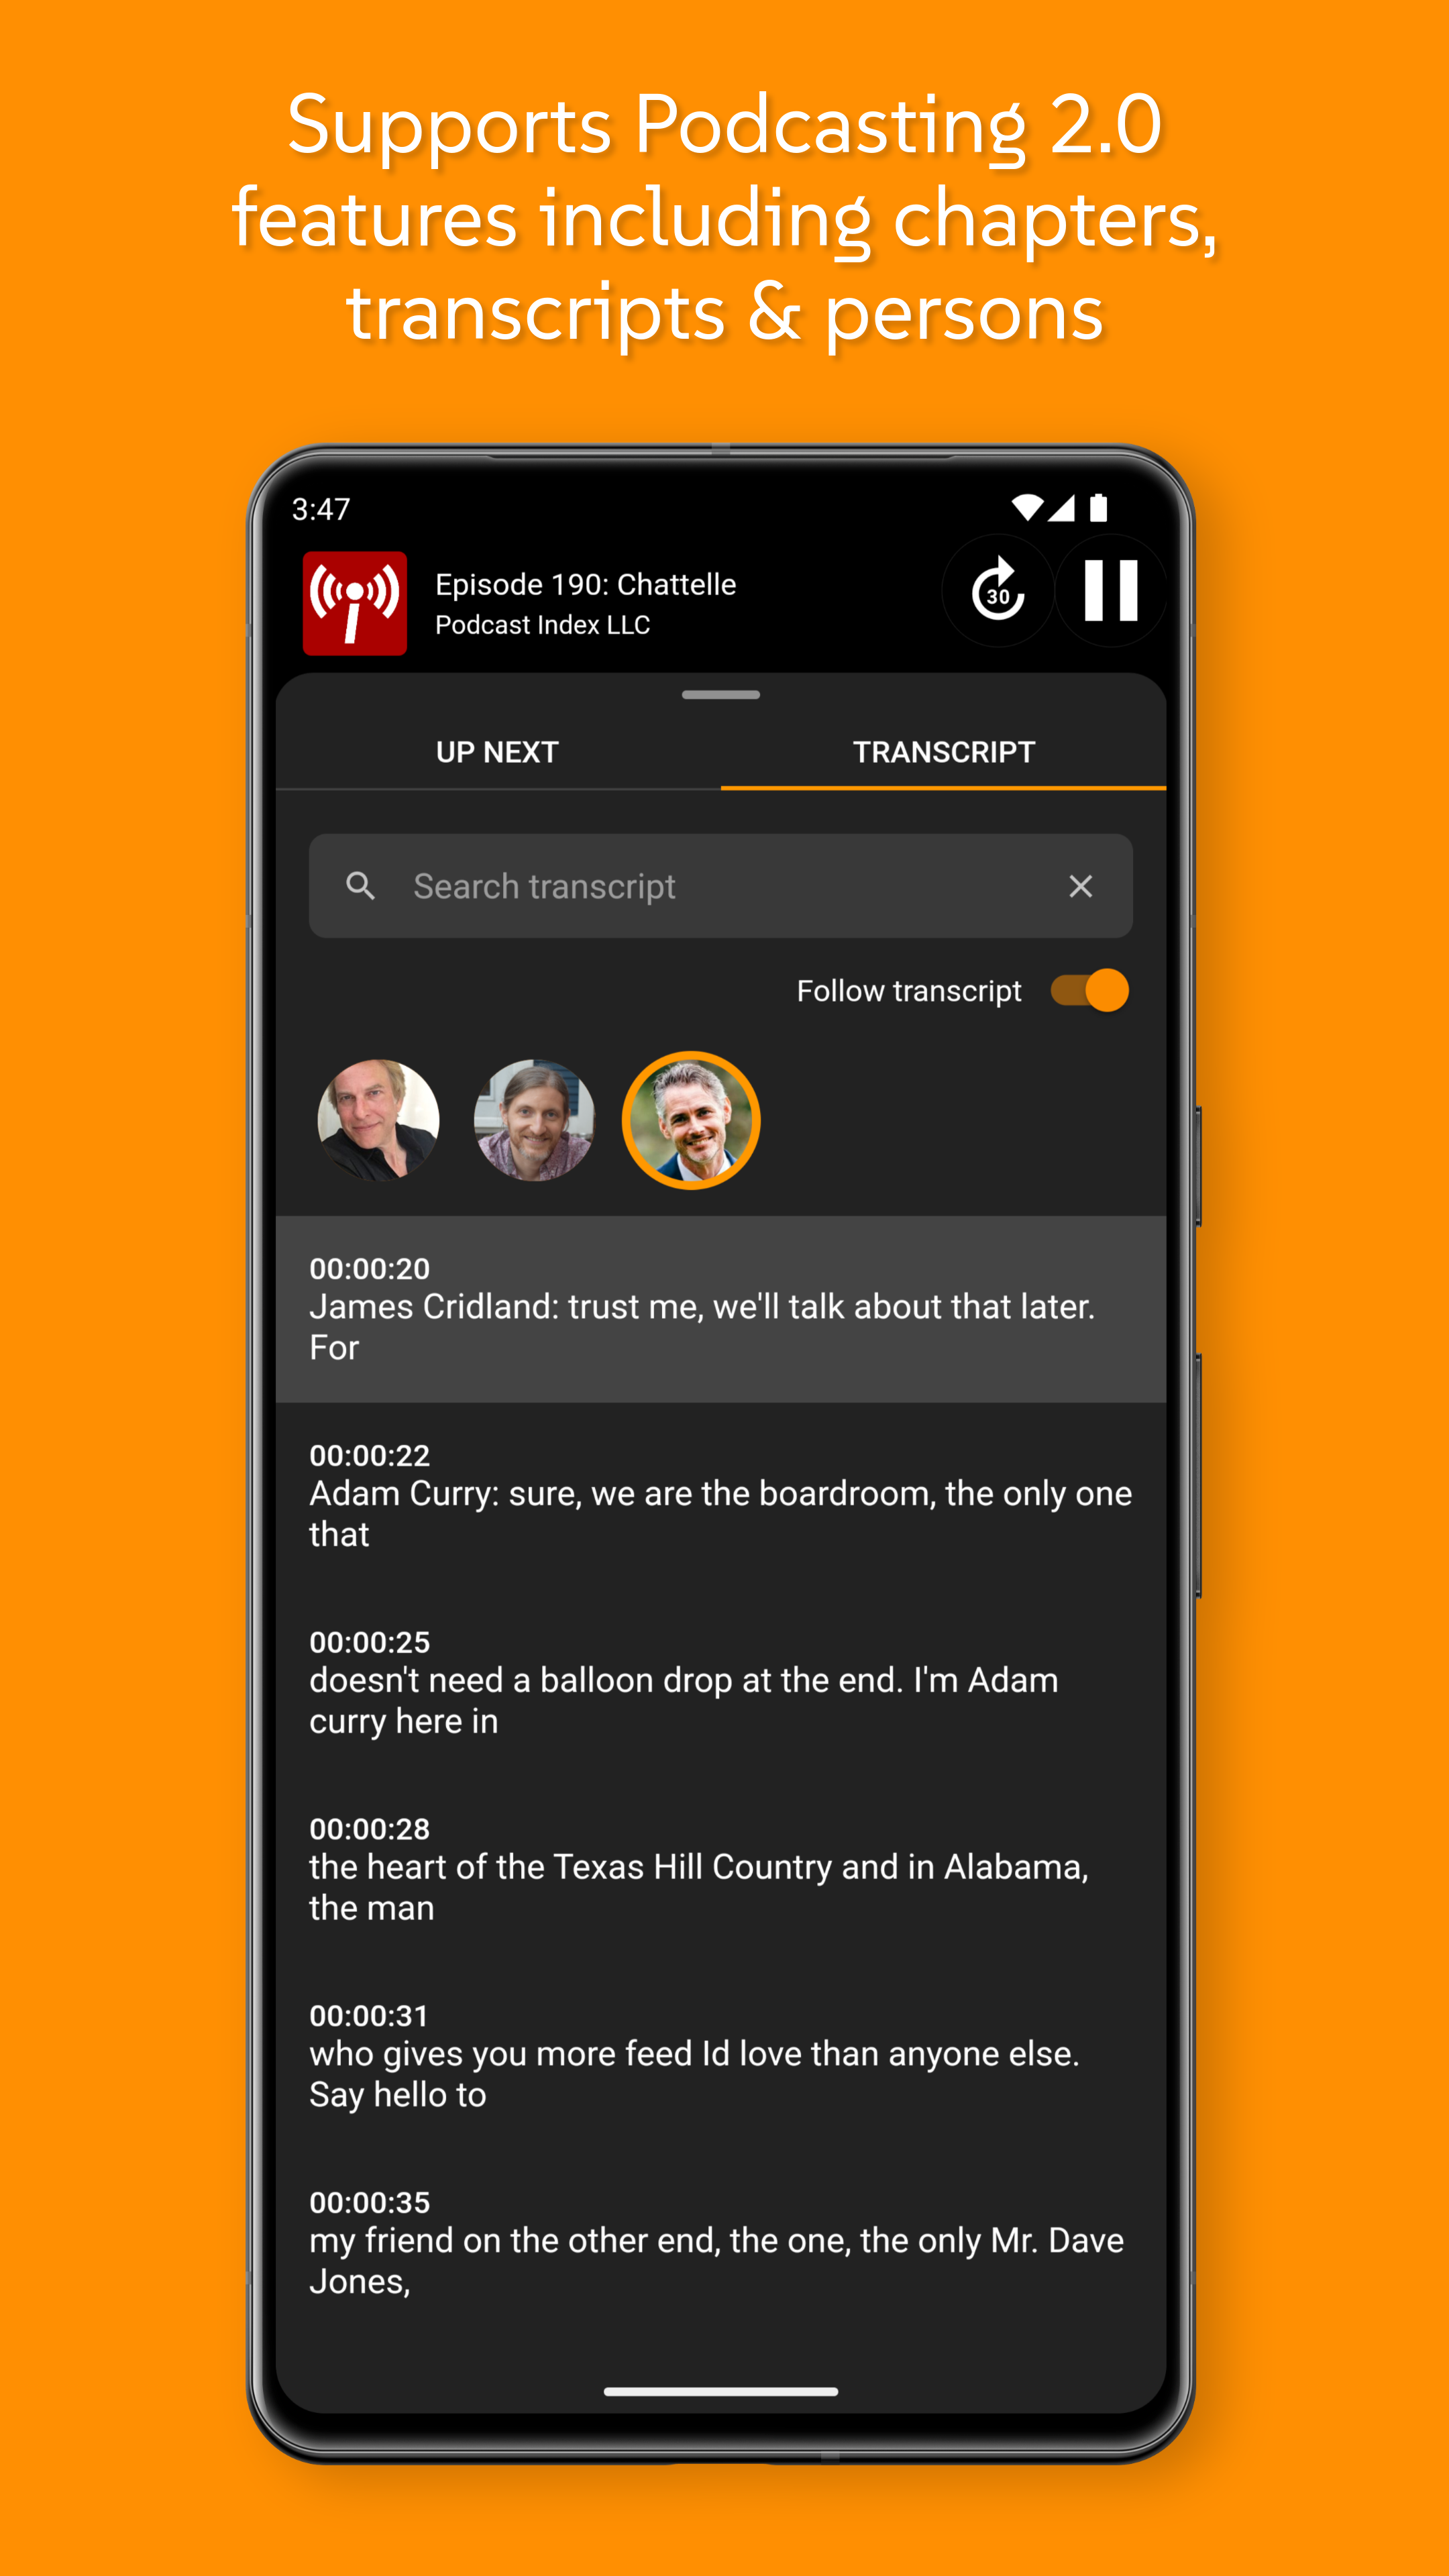 Supports Podcasting 2.0
features including chapters,
transcripts & persons
3:47
Episode 190: Chattelle
Podcast Index LLC
30
UP NEXT
TRANSCRIPT
Search transcript
Follow transcript
00:00:20
James Cridland: trust me, we'll talk about that later.
For
00:00:22
Adam Curry: sure, we are the boardroom, the only one
that
00:00:25
doesn't need a balloon drop at the end. I'm Adam
curry here in
00:00:28
the heart of the Texas Hill Country and in Alabama,
the man
00:00:31
who gives you more feed Id love than anyone else.
Say hello to
00:00:35
my friend on the other end, the one, the only Mr. Dave
Jones,